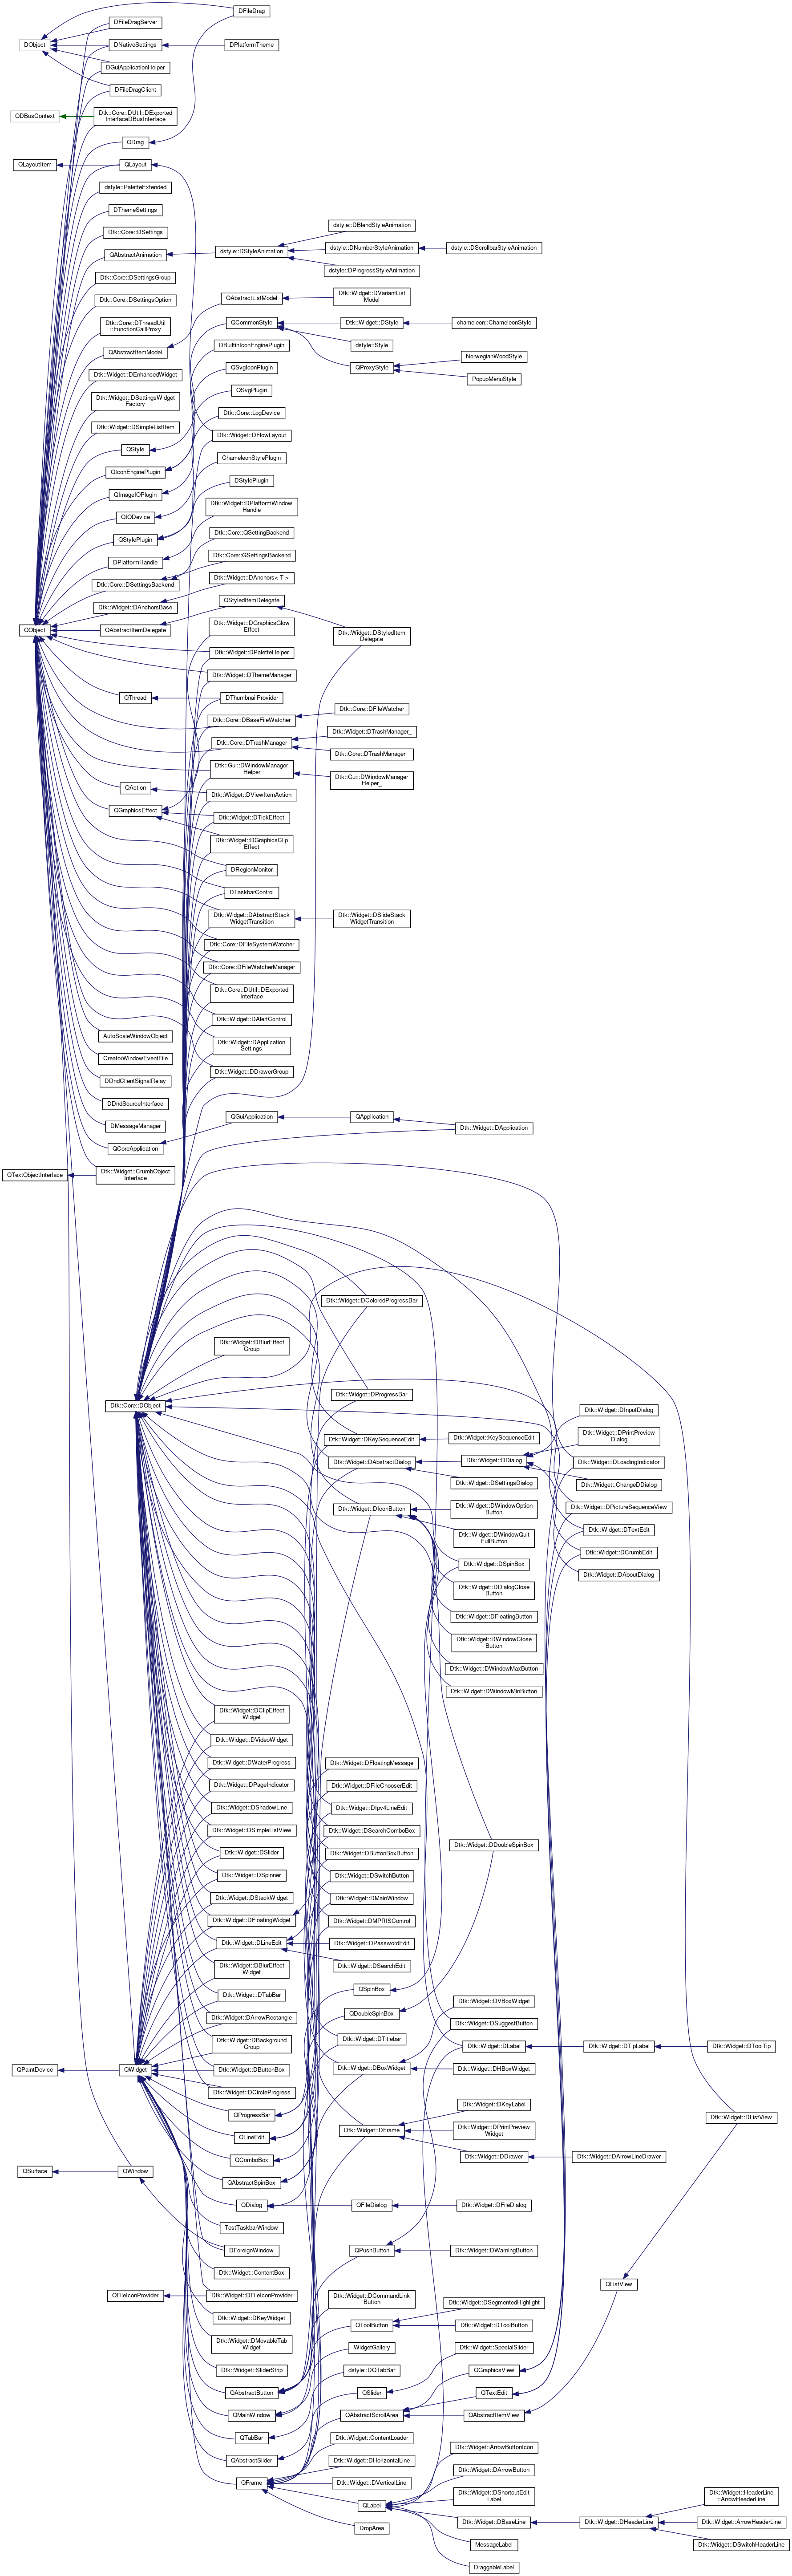 DFileDrag
DFileDragServer
DObject
DNativeSettings
DPlatformTheme
DGuiApplicationHelper
DFileDragClient
QDBusContext
Dtk::Core::DUtil::DExported
InterfaceDBusInterface
QDrag
QLayoutItem
QLayout
dstyle::PaletteExtended
DThemeSettings
dstyle::DBlendStyleAnimation
Dtk::Core::DSettings
dstyle::DStyleAnimation
dstyle::DNumberStyleAnimation
dstyle::DScrollbarStyleAnimation
QAbstractAnimation
dstyle::DProgressStyleAnimation
Dtk::Core::DSettingsGroup
Dtk::Core::DSettingsOption
QAbstractListModel
Dtk::Widget::DVariantList
Model
Dtk::Core::DThreadUtil
::FunctionCallProxy
QCommonStyle
Dtk::Widget::DStyle
chameleon::ChameleonStyle
QAbstractItemModel
DBuiltinIconEnginePlugin
dstyle::Style
NorwegianWoodStyle
Dtk::Widget::DEnhancedWidget
QSvgIconPlugin
QProxyStyle
PopupMenuStyle
Dtk::Widget::DSettingsWidget
Factory
QSvgPlugin
Dtk::Widget::DSimpleListItem
Dtk::Core::LogDevice
QStyle
Dtk::Widget::DFlowLayout
QIconEnginePlugin
ChameleonStylePlugin
QImageIOPlugin
DStylePlugin
QIODevice
Dtk::Widget::DPlatformWindow
Handle
QStylePlugin
Dtk::Core::QSettingBackend
DPlatformHandle
Dtk::Core::GSettingsBackend
Dtk::Core::DSettingsBackend
Dtk::Widget::DAnchors< T >
Dtk::Widget::DAnchorsBase
QStyledItemDelegate
QObject
QAbstractItemDelegate
Dtk::Widget::DGraphicsGlow
Effect
Dtk::Widget::DStyledItem
Delegate
Dtk::Widget::DPaletteHelper
Dtk::Widget::DThemeManager
QThread
DThumbnailProvider
Dtk::Core::DBaseFileWatcher
Dtk::Core::DFileWatcher
Dtk::Core::DTrashManager
Dtk::Widget::DTrashManager_
Dtk::Core::DTrashManager_
Dtk::Gui::DWindowManager
Helper
Dtk::Gui::DWindowManager
Helper_
QAction
Dtk::Widget::DViewItemAction
QGraphicsEffect
Dtk::Widget::DTickEffect
Dtk::Widget::DGraphicsClip
Effect
DRegionMonitor
DTaskbarControl
Dtk::Widget::DAbstractStack
WidgetTransition
Dtk::Widget::DSlideStack
WidgetTransition
Dtk::Core::DFileSystemWatcher
Dtk::Core::DFileWatcherManager
Dtk::Core::DUtil::DExported
Interface
Dtk::Widget::DAlertControl
AutoScaleWindowObject
Dtk::Widget::DApplication
Settings
CreatorWindowEventFile
Dtk::Widget::DDrawerGroup
DDndClientSignalRelay
DDndSourceInterface
QGuiApplication
QApplication
DMessageManager
Dtk::Widget::DApplication
QCoreApplication
QTextObjectInterface
Dtk::Widget::CrumbObject
Interface
Dtk::Widget::DColoredProgressBar
Dtk::Widget::DBlurEffect
Group
Dtk::Widget::DProgressBar
Dtk::Core::DObject
Dtk::Widget::DInputDialog
Dtk::Widget::DKeySequenceEdit
Dtk::Widget::KeySequenceEdit
Dtk::Widget::DPrintPreview
Dialog
Dtk::Widget::DAbstractDialog
Dtk::Widget::DDialog
Dtk::Widget::DLoadingIndicator
Dtk::Widget::DSettingsDialog
Dtk::Widget::ChangeDDialog
Dtk::Widget::DIconButton
Dtk::Widget::DWindowOption
Button
Dtk::Widget::DPictureSequenceView
Dtk::Widget::DWindowQuit
FullButton
Dtk::Widget::DTextEdit
Dtk::Widget::DCrumbEdit
Dtk::Widget::DSpinBox
Dtk::Widget::DAboutDialog
Dtk::Widget::DDialogClose
Button
Dtk::Widget::DFloatingButton
Dtk::Widget::DWindowClose
Button
Dtk::Widget::DWindowMaxButton
Dtk::Widget::DWindowMinButton
Dtk::Widget::DClipEffect
Widget
Dtk::Widget::DVideoWidget
Dtk::Widget::DWaterProgress
Dtk::Widget::DFloatingMessage
Dtk::Widget::DPageIndicator
Dtk::Widget::DFileChooserEdit
Dtk::Widget::DShadowLine
Dtk::Widget::DIpv4LineEdit
Dtk::Widget::DSimpleListView
Dtk::Widget::DSearchComboBox
Dtk::Widget::DSlider
Dtk::Widget::DButtonBoxButton
Dtk::Widget::DDoubleSpinBox
Dtk::Widget::DSpinner
Dtk::Widget::DSwitchButton
Dtk::Widget::DStackWidget
Dtk::Widget::DMainWindow
Dtk::Widget::DFloatingWidget
Dtk::Widget::DMPRISControl
Dtk::Widget::DLineEdit
Dtk::Widget::DPasswordEdit
Dtk::Widget::DSearchEdit
Dtk::Widget::DBlurEffect
Widget
QSpinBox
Dtk::Widget::DTabBar
Dtk::Widget::DVBoxWidget
Dtk::Widget::DArrowRectangle
QDoubleSpinBox
Dtk::Widget::DSuggestButton
Dtk::Widget::DBackground
Group
Dtk::Widget::DTitlebar
Dtk::Widget::DLabel
Dtk::Widget::DTipLabel
Dtk::Widget::DToolTip
QPaintDevice
QWidget
Dtk::Widget::DButtonBox
Dtk::Widget::DBoxWidget
Dtk::Widget::DHBoxWidget
Dtk::Widget::DCircleProgress
Dtk::Widget::DKeyLabel
QProgressBar
Dtk::Widget::DListView
QLineEdit
Dtk::Widget::DFrame
Dtk::Widget::DPrintPreview
Widget
QComboBox
Dtk::Widget::DDrawer
Dtk::Widget::DArrowLineDrawer
QSurface
QWindow
QAbstractSpinBox
QDialog
QFileDialog
Dtk::Widget::DFileDialog
TestTaskbarWindow
DForeignWindow
QPushButton
Dtk::Widget::DWarningButton
Dtk::Widget::ContentBox
QListView
QFileIconProvider
Dtk::Widget::DFileIconProvider
Dtk::Widget::DCommandLink
Button
Dtk::Widget::DSegmentedHighlight
Dtk::Widget::DKeyWidget
QToolButton
Dtk::Widget::DToolButton
Dtk::Widget::DMovableTab
Widget
WidgetGallery
Dtk::Widget::SpecialSlider
Dtk::Widget::SliderStrip
dstyle::DQTabBar
QGraphicsView
QAbstractButton
QSlider
QTextEdit
QMainWindow
QAbstractScrollArea
QAbstractItemView
QTabBar
Dtk::Widget::ContentLoader
Dtk::Widget::ArrowButtonIcon
QAbstractSlider
Dtk::Widget::DHorizontalLine
Dtk::Widget::DArrowButton
QFrame
Dtk::Widget::DVerticalLine
Dtk::Widget::DShortcutEdit
Label
Dtk::Widget::HeaderLine
::ArrowHeaderLine
QLabel
Dtk::Widget::DBaseLine
Dtk::Widget::DHeaderLine
Dtk::Widget::ArrowHeaderLine
DropArea
MessageLabel
Dtk::Widget::DSwitchHeaderLine
DraggableLabel